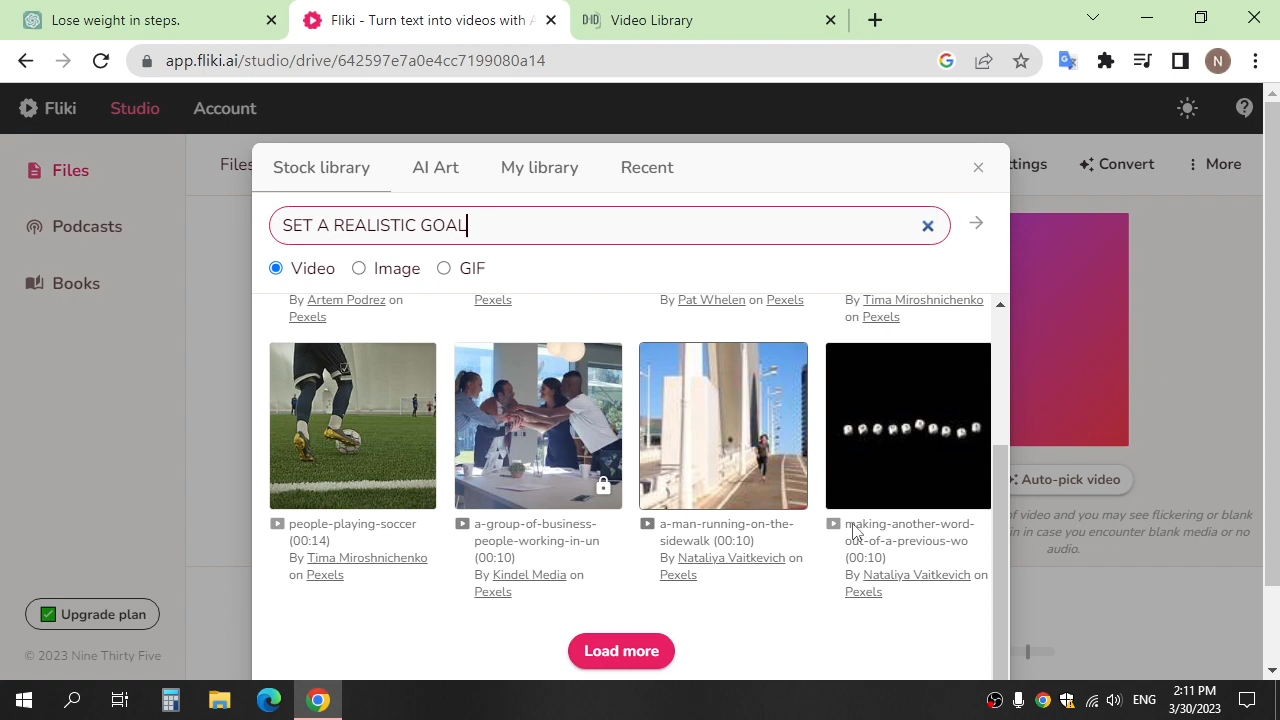 Lose weight in steps.
Fliki - Turn text into videos with A
D-ID Video Library
app.fliki.ai/studio/drive/642597e7a0e4cc7199080a14
N
Fliki Studio Account
Files
Podcasts
Books
Files
ttings Convert More
Stock library AI Art My library Recent
SET A REALISTIC GOAL
Video Image GIF
By Artem Podrez on
Pexels
Pexels
By Pat Whelen on Pexels
By Tima Miroshnichenko
on Pexels
people-playing-soccer
(00:14)
By Tima Miroshnichenko
on Pexels
a-group-of-business-
people-working-in-un
(00:10)
By Kindel Media on
Pexels
a-man-running-on-the-
sidewalk (00:10)
By Nataliya Vaitkevich on
Pexels
making-another-word-
out-of-a-previous-wo
(00:10)
By Nataliya Vaitkevich on
Pexels
Load more
Auto-pick video
of video and you may see flickering or blank
in in case you encounter blank media or no
audio.
Upgrade plan
© 2023 Nine Thirty Five
ENG
2:11 PM
3/30/2023